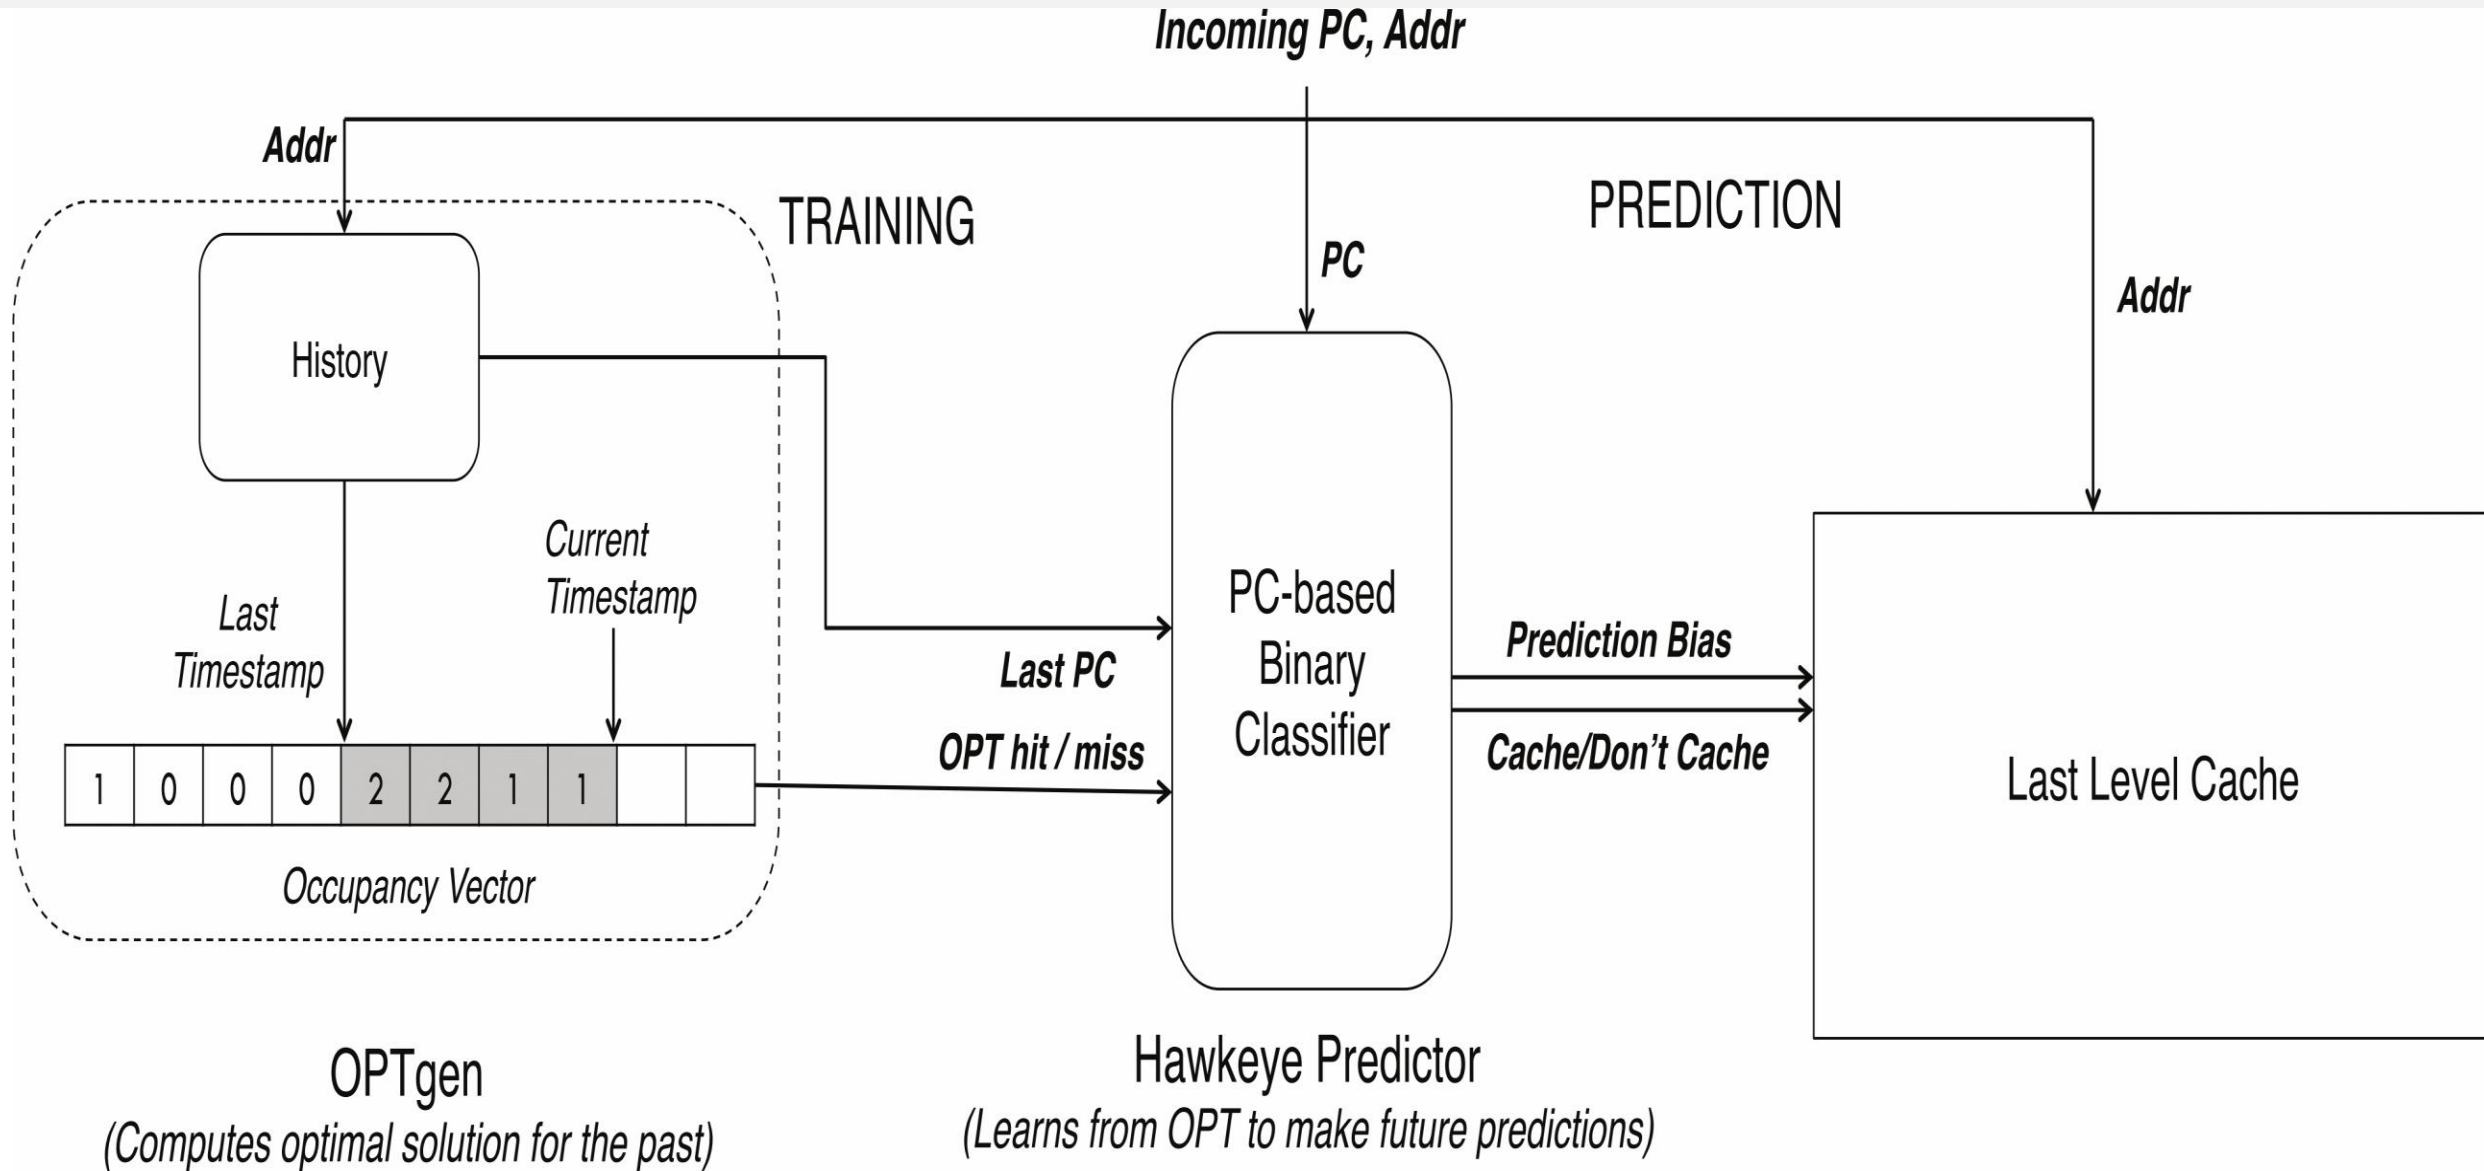 Incoming PC, Addr
Addr
TRAINING
PREDICTION
PC
Addr
History
Current
Timestamp
Last
Timestamp
Last PC
OPT hit / miss
1 0 0 0 2 2 1 1
Occupancy Vector
PC-based
Binary
Classifier
Prediction Bias
Cache/Don't Cache
Last Level Cache
OPTgen
(Computes optimal solution for the past)
Hawkeye Predictor
(Learns from OPT to make future predictions)